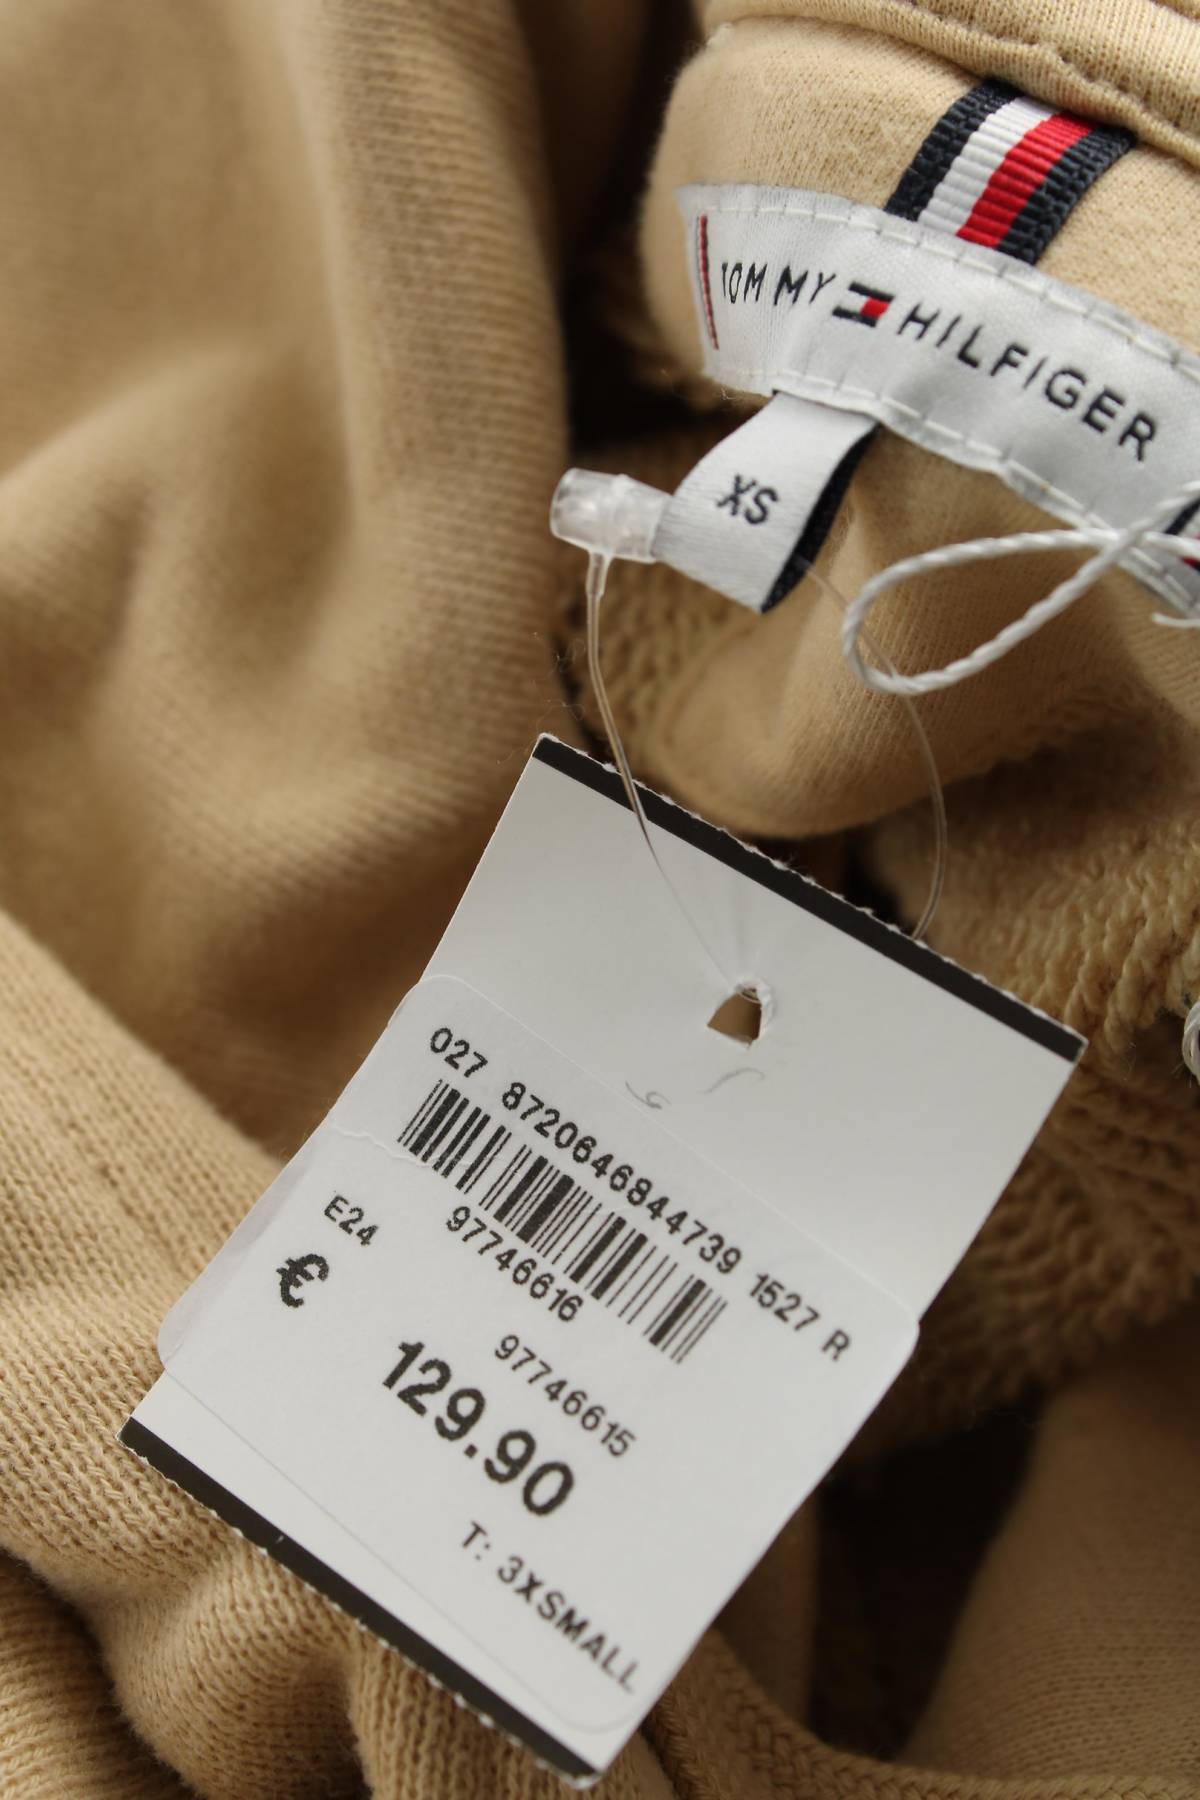 TOMMY HILFIGER
XS
027 8720646844739 1527 R
E24 97746616
€ 97746615
129.90
T: 3XSMALL